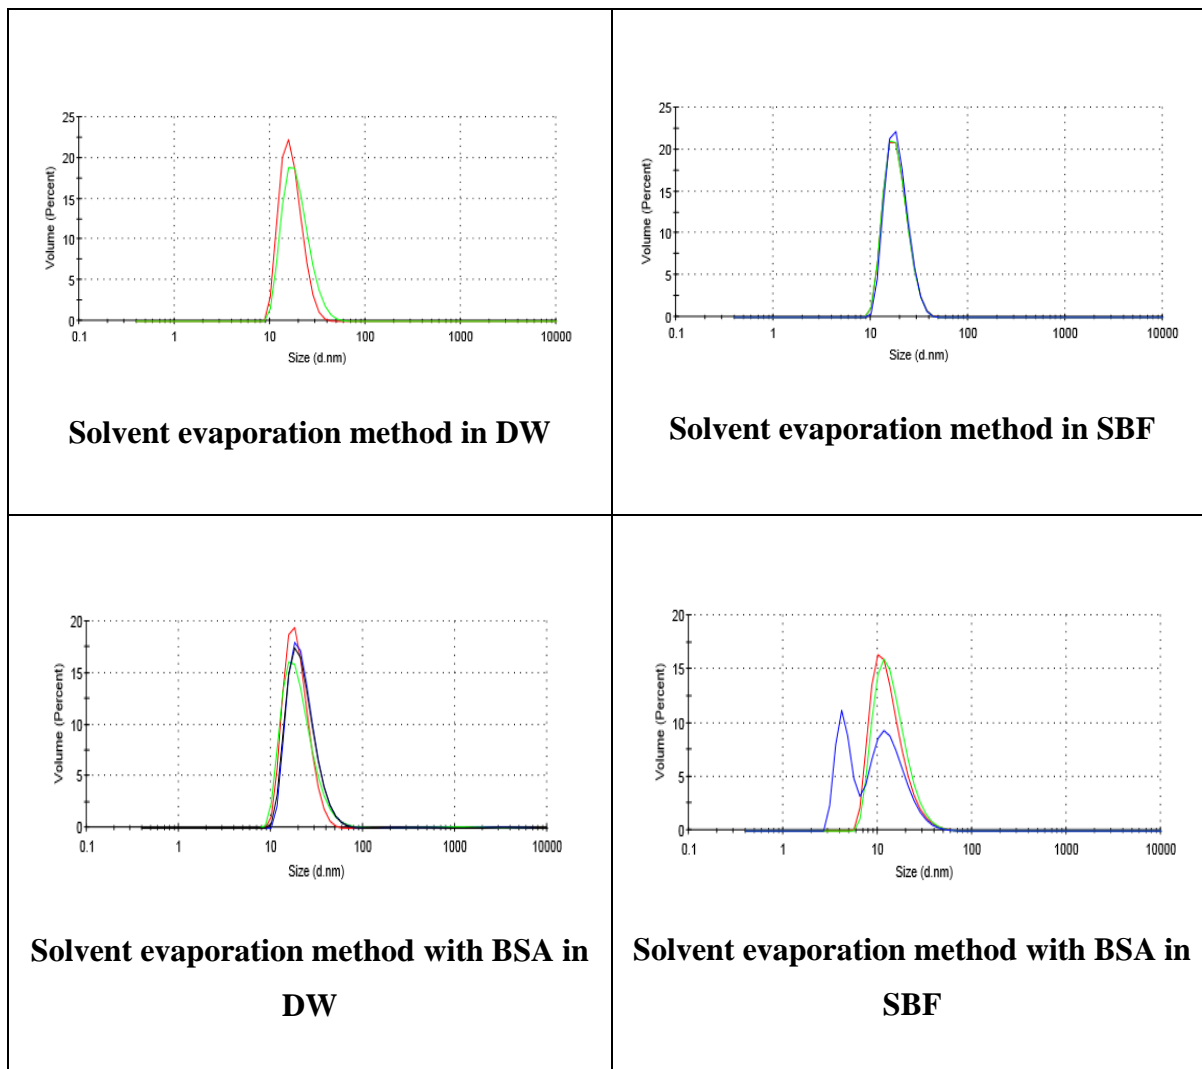 25
20
15
10
5
0
0.1 1 10 100 1000 10000
Volume (Percent)
Size (d.nm)
Solvent evaporation method in DW
25
20
15
10
5
0
0.1 1 10 100 1000 10000
Volume (Percent)
Size (d.nm)
Solvent evaporation method in SBF
20
15
10
5
0
0.1 1 10 100 1000 10000
Volume (Percent)
Size (d.nm)
Solvent evaporation method with BSA in
DW
20
15
10
5
0
0.1 1 10 100 1000 10000
Volume (Percent)
Size (d.nm)
Solvent evaporation method with BSA in
SBF